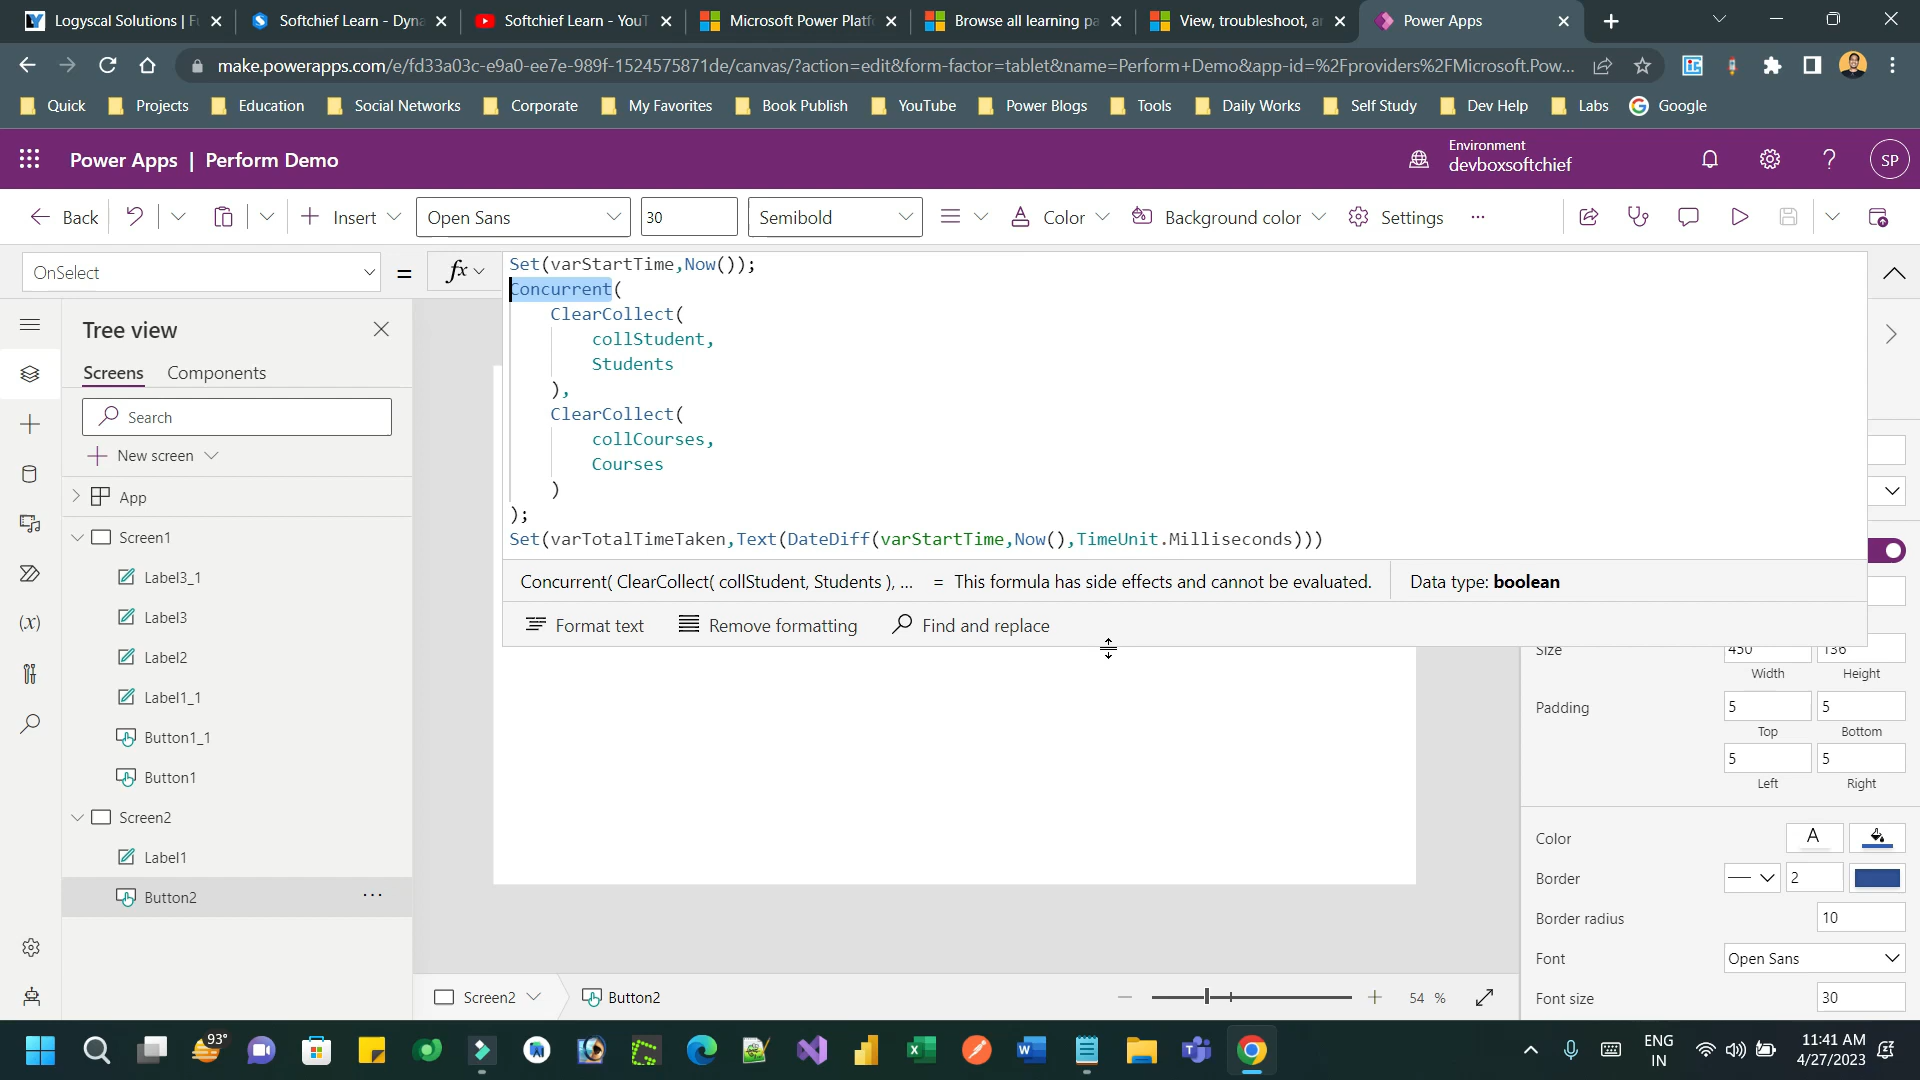 Logyscal Solutions | F
Softchief Learn - Dyna
Softchief Learn - YouT
Microsoft Power Platf
Browse all learning pa
View, troubleshoot, a
Power Apps
make.powerapps.com/e/fd33a03c-e9a0-ee7e-989f-1524575871de/canvas/?action=edit&form-factor=tablet&name=Perform+Demo&app-id=%2Fproviders%2FMicrosoft.Pow...
Quick
Projects
Education
Social Networks
Corporate
My Favorites
Book Publish
YouTube
Power Blogs
Tools
Daily Works
Self Study
Dev Help
Labs
Google
Power Apps | Perform Demo
Environment
devboxsoftchief
SP
Back
Insert
Open Sans
30
Semibold
Color
Background color
Settings
OnSelect
=
fx
Set(varStartTime,Now());
Concurrent(
ClearCollect(
collStudent,
Students
),
ClearCollect(
collCourses,
Courses
)
);
Set(varTotalTimeTaken,Text(DateDiff(varStartTime,Now(),TimeUnit.Milliseconds)))
Concurrent( ClearCollect( collStudent, Students ), ... = This formula has side effects and cannot be evaluated.
Data type: boolean
Format text
Remove formatting
Find and replace
Tree view
Screens
Components
Search
New screen
App
Screen1
Label3_1
Label3
Label2
Label1_1
Button1_1
Button1
Screen2
Label1
Button2
Size
450
136
Width
Height
Padding
5
5
Top
Bottom
5
5
Left
Right
Color
A
Border
2
Border radius
10
Font
Open Sans
Font size
30
Screen2
Button2
54 %
93°
ENG
IN
11:41 AM
4/27/2023